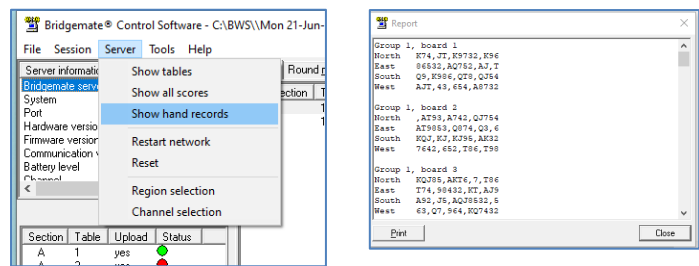 Bridgemate® Control Software - C:\BWS\\Mon 21-Jun-
File Session Server Tools Help
Server informatio
Bridgemate serv
System
Port
Hardware versio
Firmware version
Communication v
Battery level
Channel
Show tables
Show all scores
Show hand records
Restart network
Reset
Region selection
Channel selection
Round
ection
Section Table Upload Status
A 1 yes
A 2 yes
Report
Group 1, board 1
North K74,JT,K9732,K96
East 86532,AQ752,AJ,T
South Q9,K986,QT8,QJ54
West AJT,43,654,A8732
Group 1, board 2
North ,AT93,A742,QJ754
East AT9853,Q874,Q3,6
South KQJ,KJ,KJ95,AK32
West 7642,652,T86,T98
Group 1, board 3
North KQJ85,AKT6,7,T86
East T74,98432,KT,AJ9
South A92,J5,AQJ8532,5
West 63,Q7,964,KQ7432
Print
Close